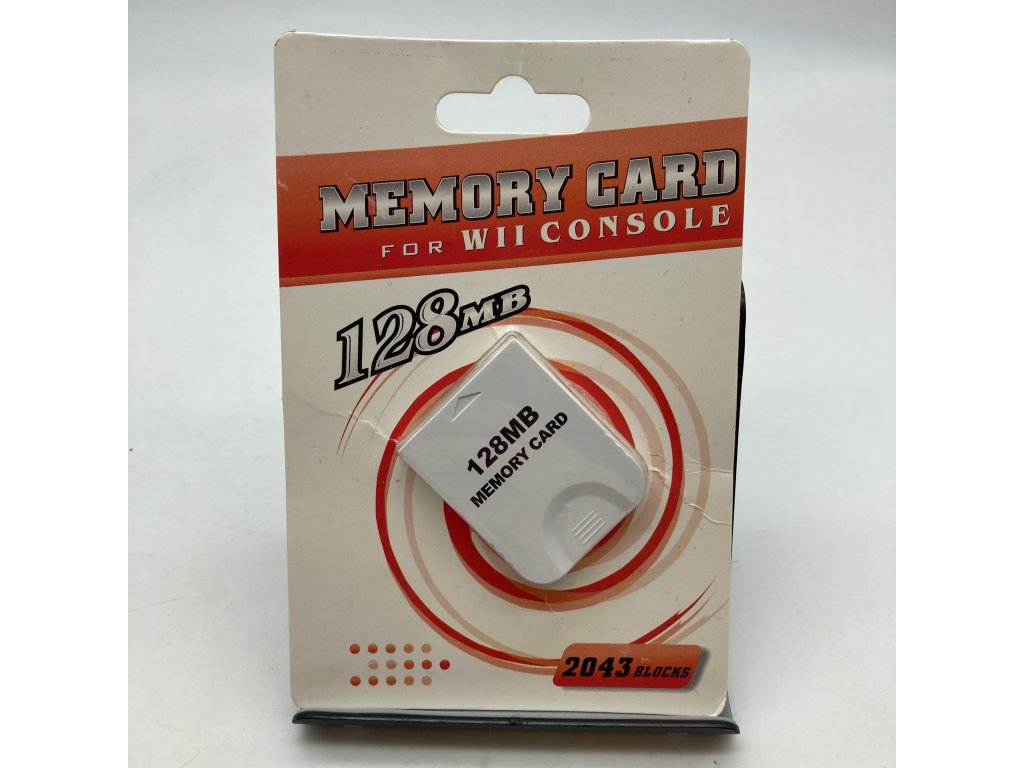 MEMORY CARD
FOR WII CONSOLE
128MB
128MB
MEMORY CARD
2043 BLOCKS